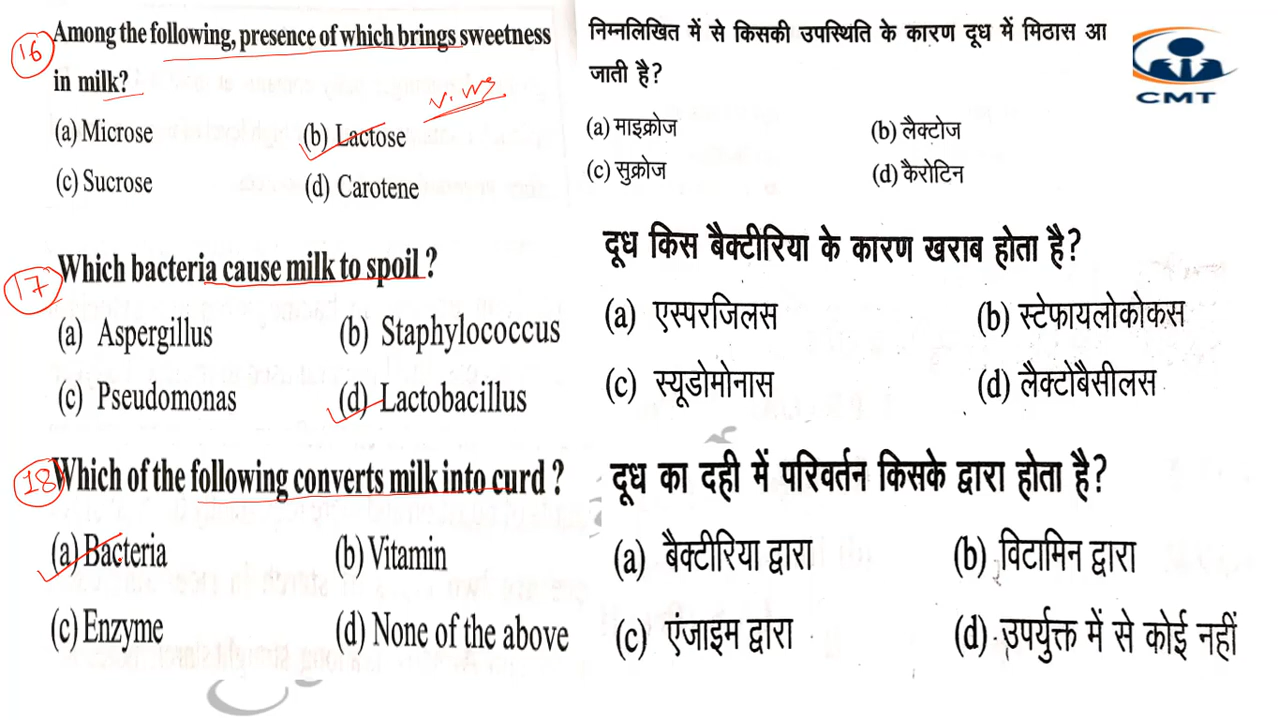 16
Among the following, presence of which brings sweetness
in milk?
v.v.
(a) Microse
(b) Lactose
(c) Sucrose
(d) Carotene
17
Which bacteria cause milk to spoil ?
(a) Aspergillus
(b) Staphylococcus
(c) Pseudomonas
(d) Lactobacillus
18
Which of the following converts milk into curd ?
(a) Bacteria
(b) Vitamin
(c) Enzyme
(d) None of the above
निम्नलिखित में से किसकी उपस्थिति के कारण दूध में मिठास आ
जाती है?
(a) माइक्रोज
(b) लैक्टोज
(c) सुक्रोज
(d) कैरोटिन
दूध किस बैक्टीरिया के कारण खराब होता है?
(a) एस्परजिलस
(b) स्टेफायलोकोकस
(c) स्यूडोमोनास
(d) लैक्टोबैसीलस
दूध का दही में परिवर्तन किसके द्वारा होता है?
(a) बैक्टीरिया द्वारा
(b) विटामिन द्वारा
(c) एंजाइम द्वारा
(d) उपर्युक्त में से कोई नहीं
CMT